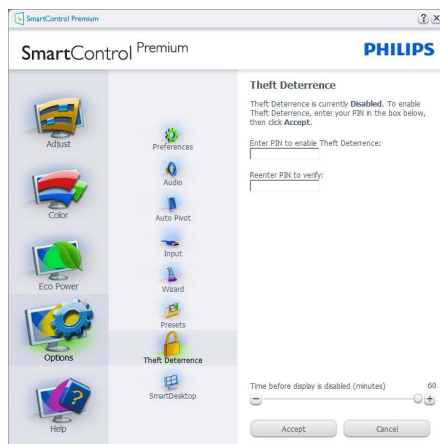 SmartControl Premium
SmartControl Premium
PHILIPS
Adjust
Color
Eco Power
Options
Help
Preferences
Audio
Auto Pivot
Input
Wizard
Presets
Theft Deterrence
SmartDesktop
Theft Deterrence
Theft Deterrence is currently Disabled. To enable
Theft Deterrence, enter your PIN in the box below,
then click Accept.
Enter PIN to enable Theft Deterrence:
Reenter PIN to verify:
Time before display is disabled (minutes) 60
Accept
Cancel